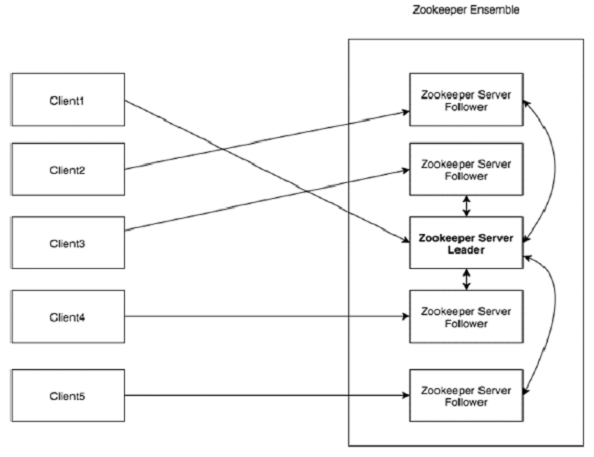 Zookeeper Ensemble
Client1
Zookeeper Server
Follower
Client2
Zookeeper Server
Follower
Client3
Zookeeper Server
Leader
Client4
Zookeeper Server
Follower
Client5
Zookeeper Server
Follower